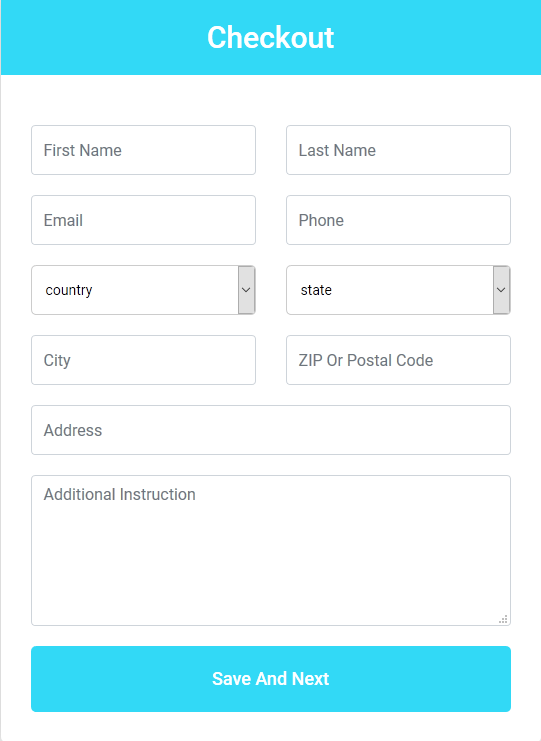 Checkout
First Name
Last Name
Email
Phone
country
state
City
ZIP Or Postal Code
Address
Additional Instruction
Save And Next